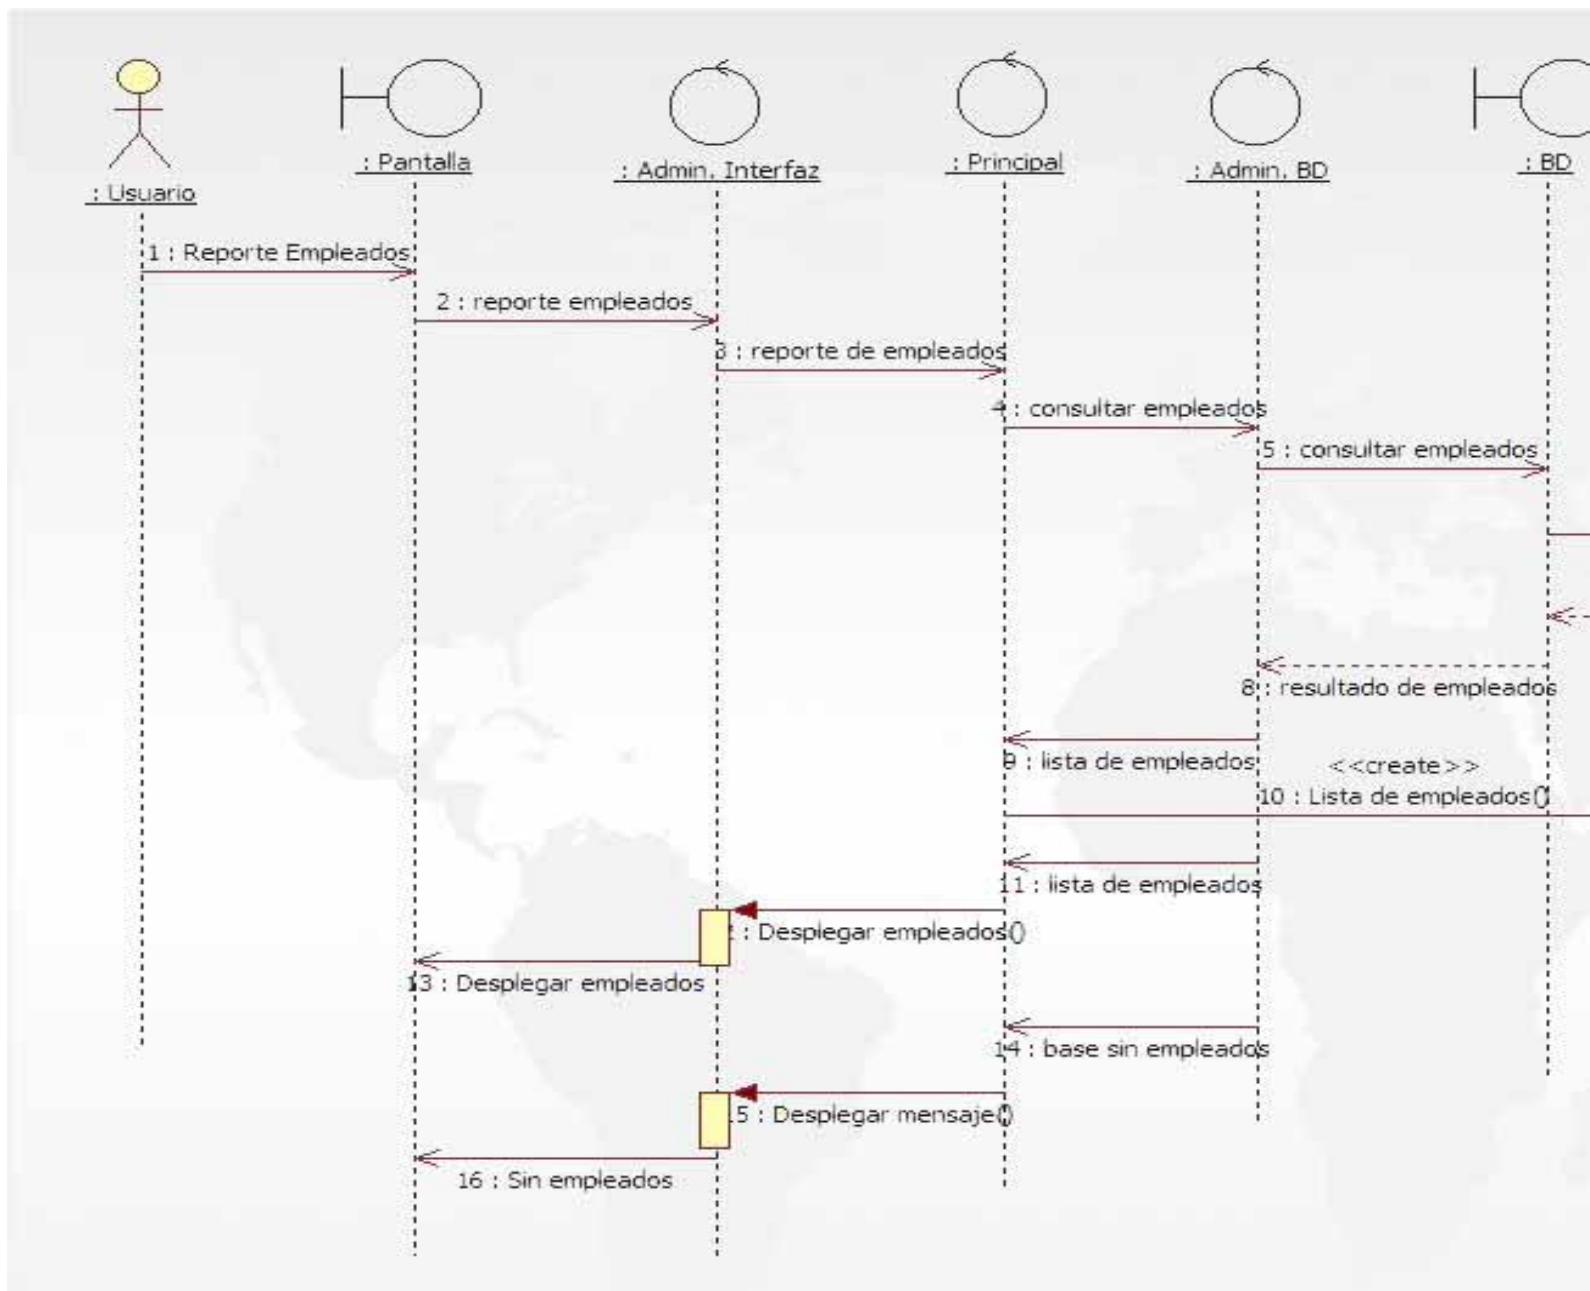 : Usuario
: Pantalla
: Admin. Interfaz
: Principal
: Admin. BD
: BD
1 : Reporte Empleados
2 : reporte empleados
3 : reporte de empleados
4 : consultar empleados
5 : consultar empleados
8 : resultado de empleados
9 : lista de empleados
<<create>>
10 : Lista de empleados()
11 : lista de empleados
2 : Desplegar empleados()
13 : Desplegar empleados
14 : base sin empleados
15 : Desplegar mensaje()
16 : Sin empleados